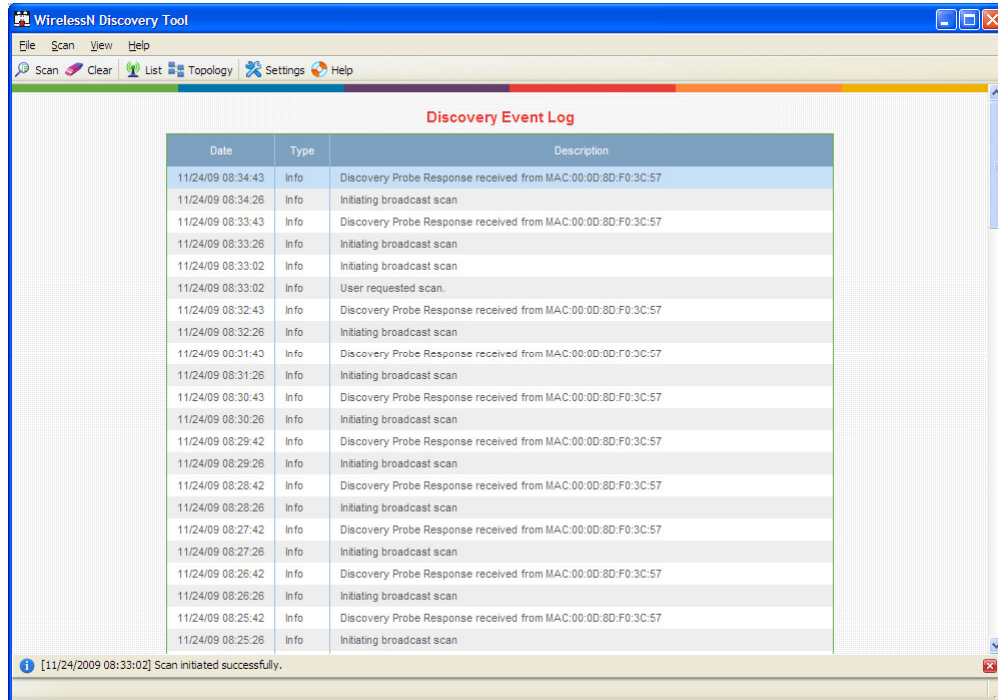 WirelessN Discovery Tool
File Scan View Help
Scan Clear List Topology Settings Help
Discovery Event Log
Date Type Description
11/24/09 08:34:43 Info Discovery Probe Response received from MAC:00:0D:8D:F0:3C:57
11/24/09 08:34:26 Info Initiating broadcast scan
11/24/09 08:33:43 Info Discovery Probe Response received from MAC:00:0D:8D:F0:3C:57
11/24/09 08:33:26 Info Initiating broadcast scan
11/24/09 08:33:02 Info Initiating broadcast scan
11/24/09 08:33:02 Info User requested scan.
11/24/09 08:32:43 Info Discovery Probe Response received from MAC:00:0D:8D:F0:3C:57
11/24/09 08:32:26 Info Initiating broadcast scan
11/24/09 08:31:43 Info Discovery Probe Response received from MAC:00:0D:8D:F0:3C:57
11/24/09 08:31:26 Info Initiating broadcast scan
11/24/09 08:30:43 Info Discovery Probe Response received from MAC:00:0D:8D:F0:3C:57
11/24/09 08:30:26 Info Initiating broadcast scan
11/24/09 08:29:42 Info Discovery Probe Response received from MAC:00:0D:8D:F0:3C:57
11/24/09 08:29:26 Info Initiating broadcast scan
11/24/09 08:28:42 Info Discovery Probe Response received from MAC:00:0D:8D:F0:3C:57
11/24/09 08:28:26 Info Initiating broadcast scan
11/24/09 08:27:42 Info Discovery Probe Response received from MAC:00:0D:8D:F0:3C:57
11/24/09 08:27:26 Info Initiating broadcast scan
11/24/09 08:26:42 Info Discovery Probe Response received from MAC:00:0D:8D:F0:3C:57
11/24/09 08:26:26 Info Initiating broadcast scan
11/24/09 08:25:42 Info Discovery Probe Response received from MAC:00:0D:8D:F0:3C:57
11/24/09 08:25:26 Info Initiating broadcast scan
[11/24/2009 08:33:02] Scan initiated successfully.